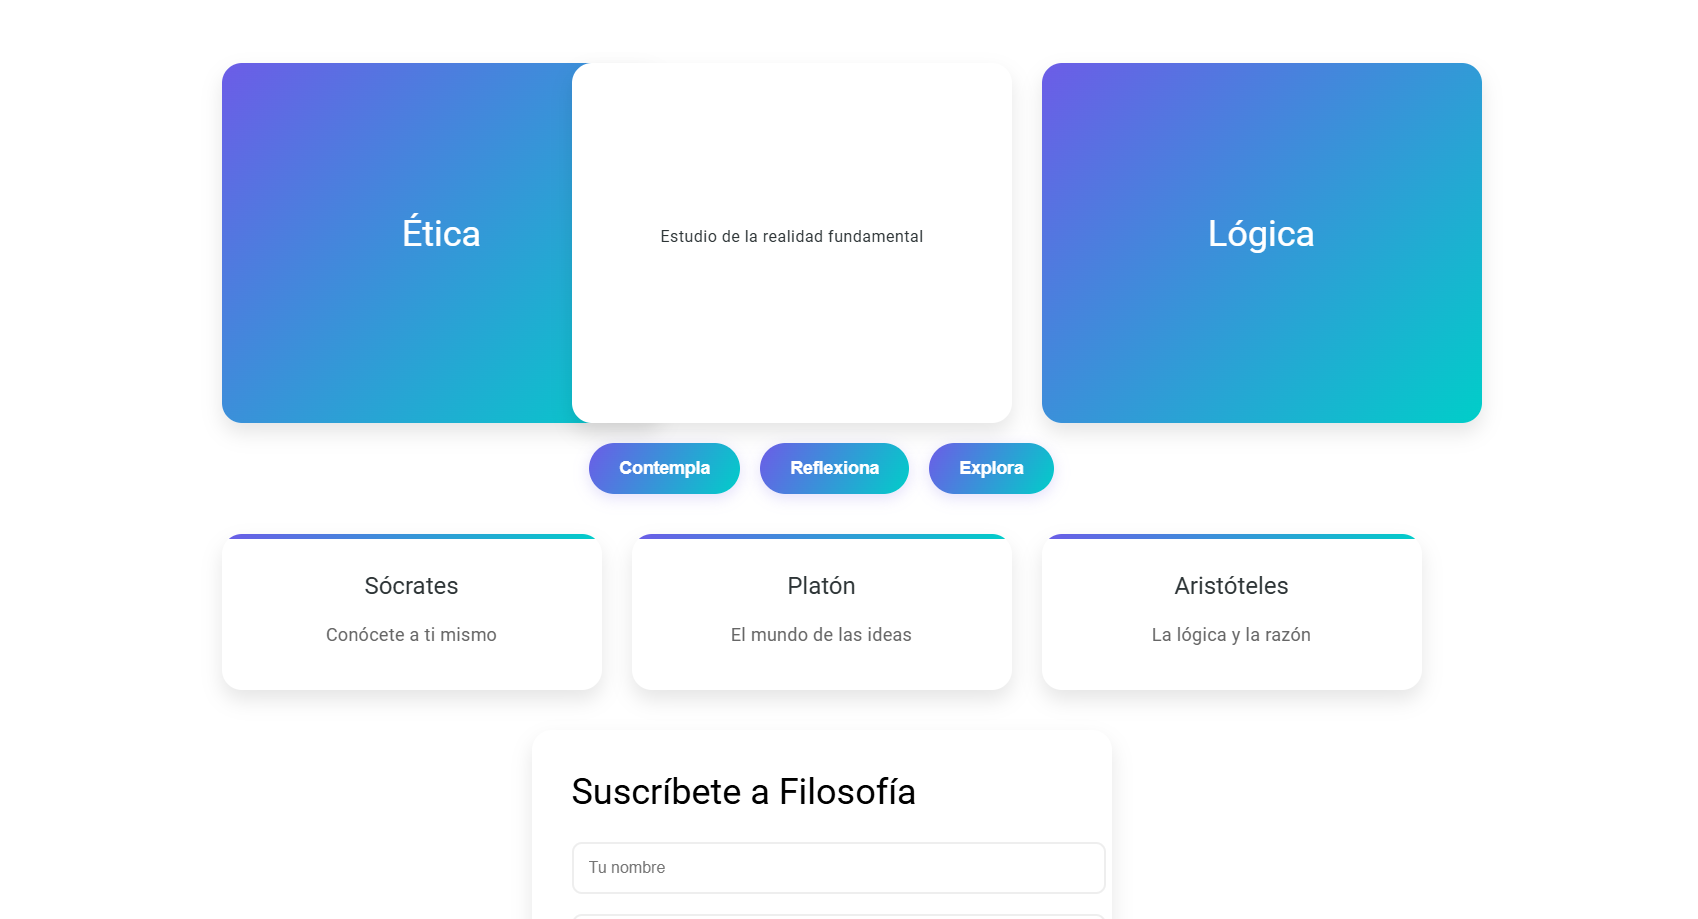 Ética
Estudio de la realidad fundamental
Lógica
Contempla
Reflexiona
Explora
Sócrates
Conócete a ti mismo
Platón
El mundo de las ideas
Aristóteles
La lógica y la razón
Suscríbete a Filosofía
Tu nombre